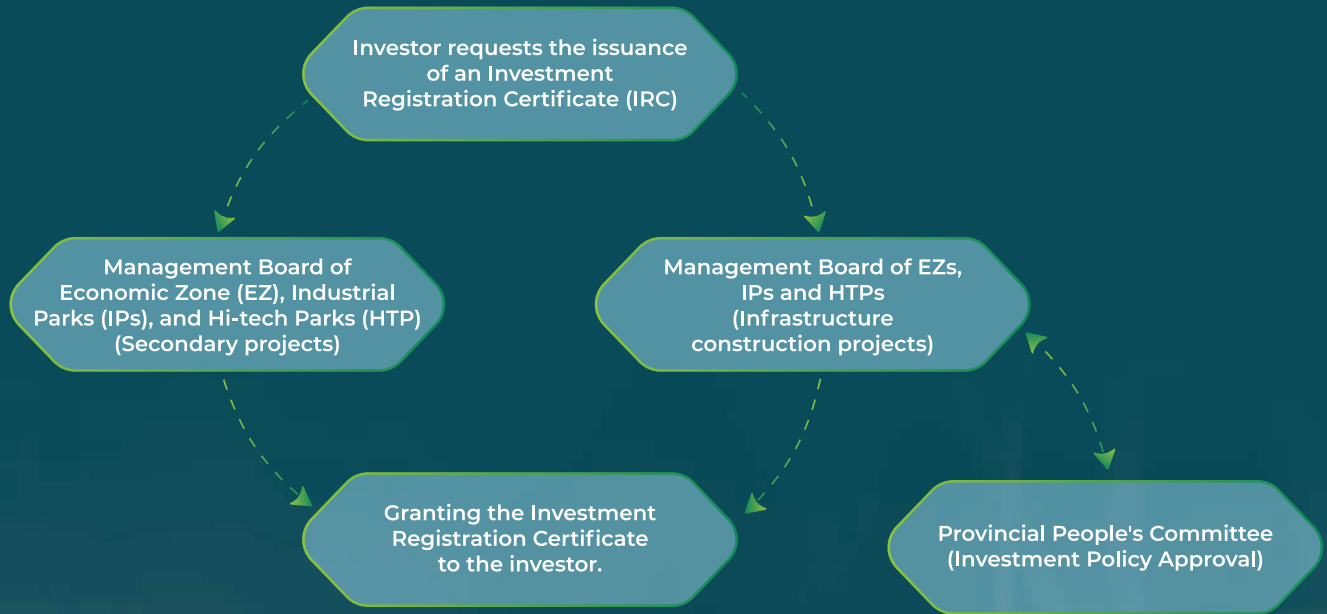 Investor requests the issuance
of an Investment
Registration Certificate (IRC)
Management Board of
Economic Zone (EZ), Industrial
Parks (IPs), and Hi-tech Parks (HTP)
(Secondary projects)
Management Board of EZs,
IPs and HTPs
(Infrastructure
construction projects)
Granting the Investment
Registration Certificate
to the investor.
Provincial People's Committee
(Investment Policy Approval)